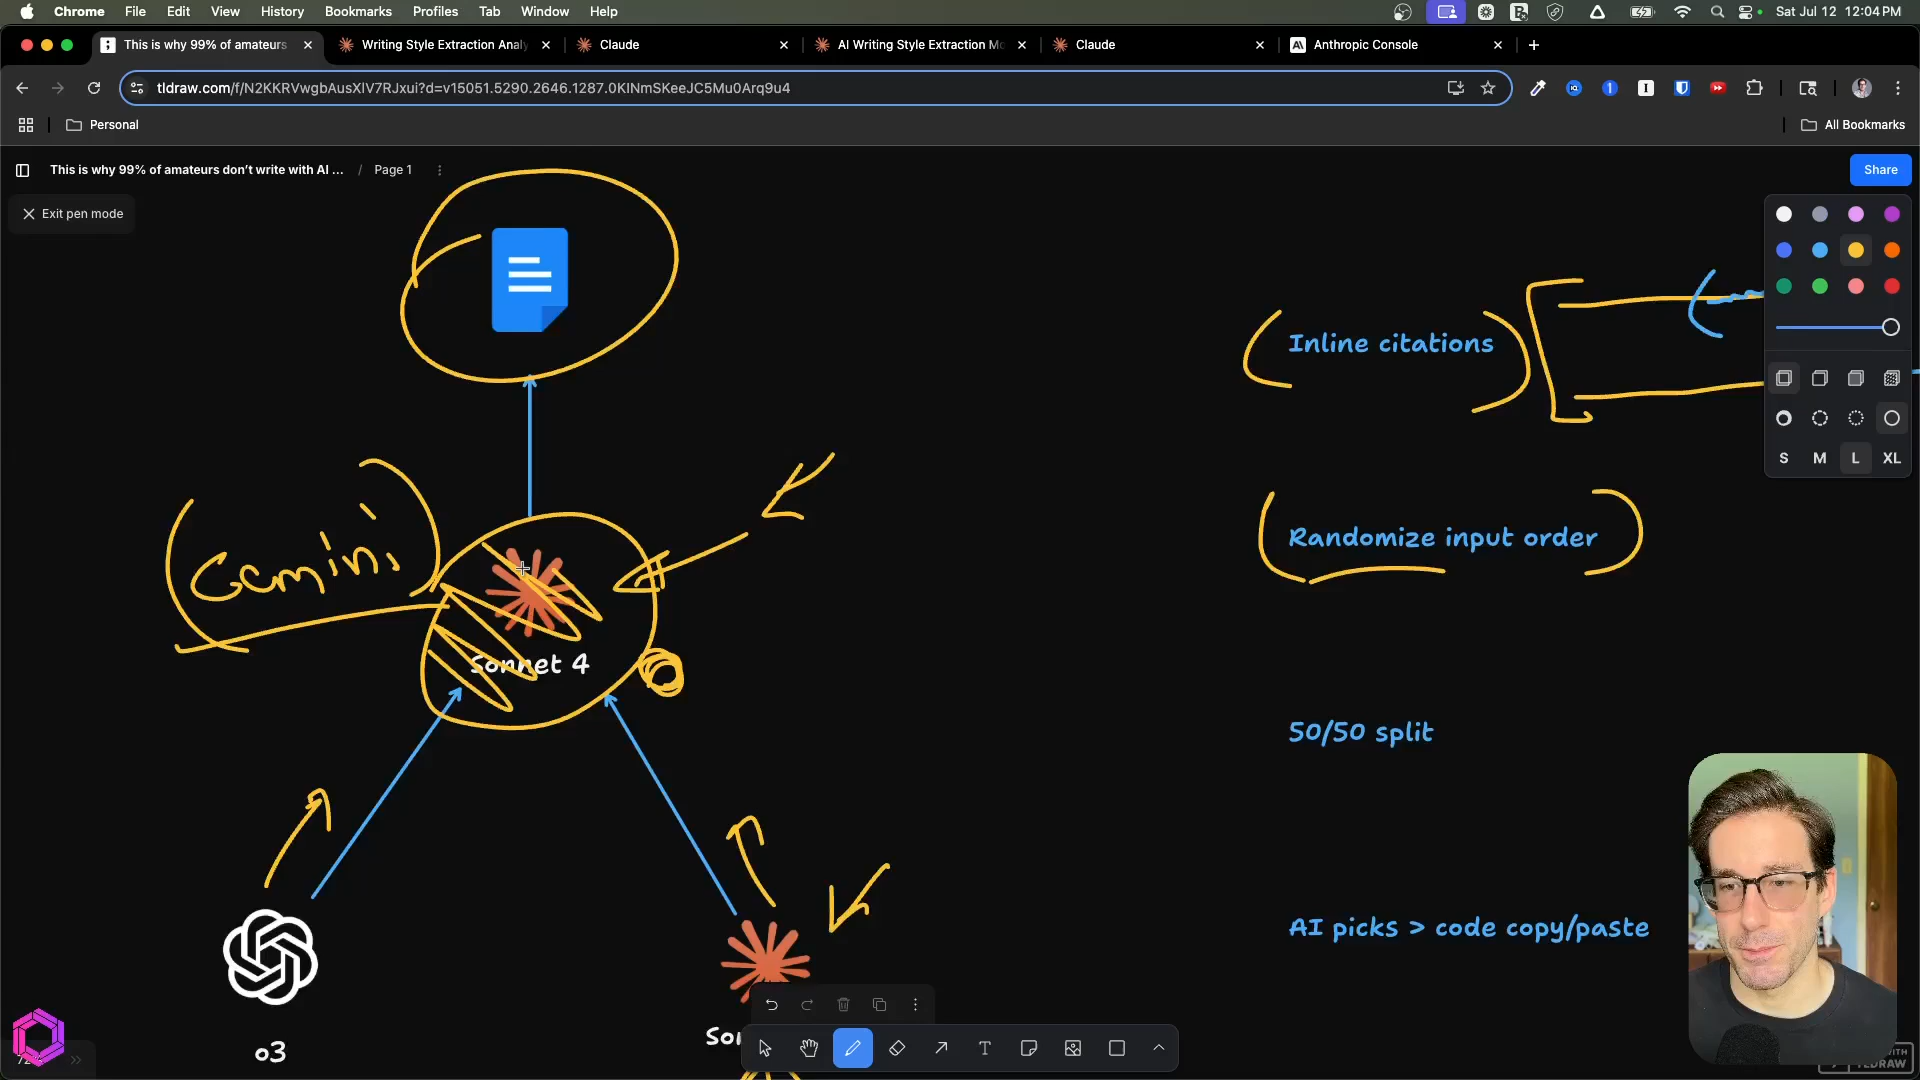 Chrome File Edit View History Bookmarks Profiles Tab Window Help
Sat Jul 12 12:04 PM
This is why 99% of amateurs
Writing Style Extraction Analy
Claude
AI Writing Style Extraction Mo
Claude
Anthropic Console
tldraw.com/f/N2KKRVwgbAusXIV7RJxui?d=v15051.5290.2646.1287.0KINmSKeeJC5Mu0Arq9u4
Personal
All Bookmarks
This is why 99% of amateurs don't write with AI ... / Page 1
Share
Exit pen mode
Inline citations
S M L XL
Gemini
Randomize input order
Sonnet 4
50/50 split
AI picks > code copy/paste
o3
Son